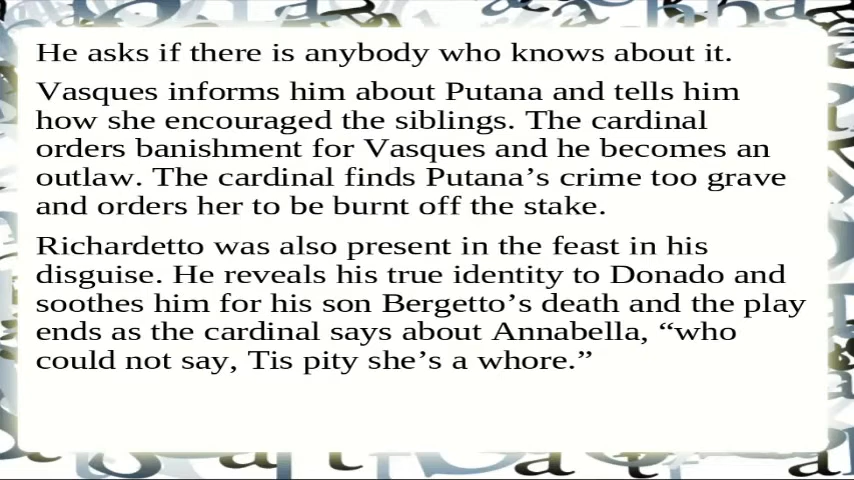 He asks if there is anybody who knows about it.
Vasques informs him about Putana and tells him
how she encouraged the siblings. The cardinal
orders banishment for Vasques and he becomes an
outlaw. The cardinal finds Putana’s crime too grave
and orders her to be burnt off the stake.
Richardetto was also present in the feast in his
disguise. He reveals his true identity to Donado and
soothes him for his son Bergetto’s death and the play
ends as the cardinal says about Annabella, “who
could not say, Tis pity she’s a whore.”